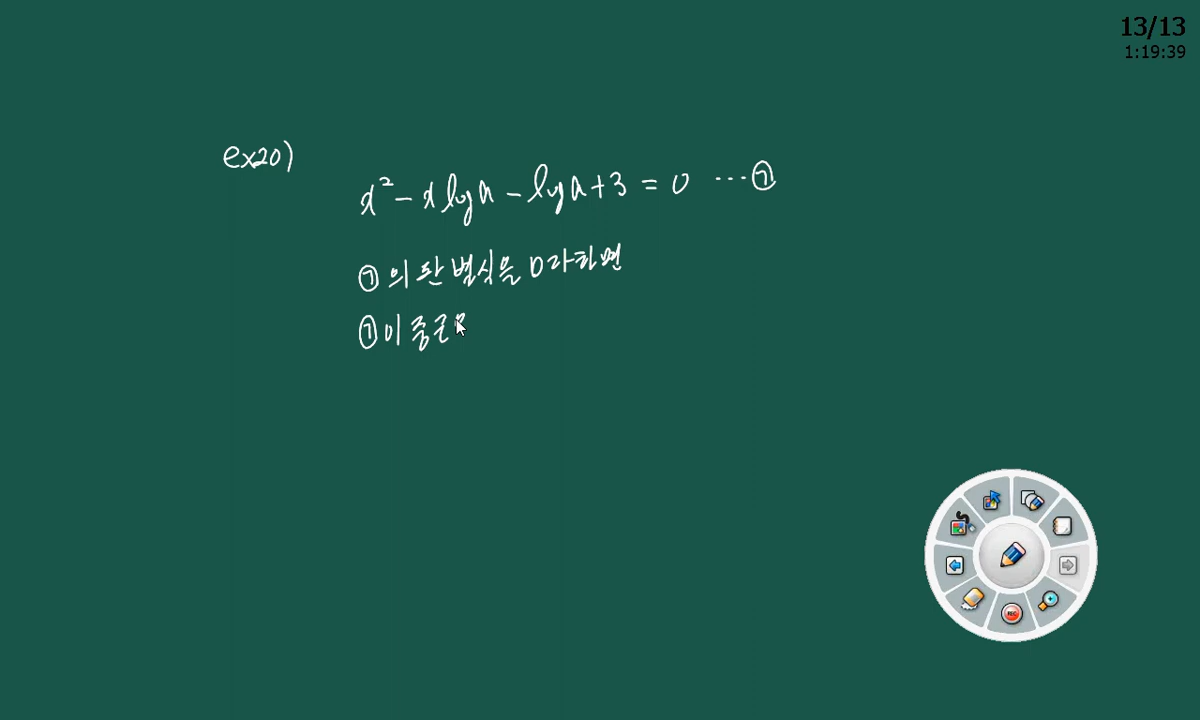 13/13
1:19:39
ex20)
x² - x log a - log a + 3 = 0 … ㉠
㉠의 판별식을 D라 하면
㉠이 중근
REC